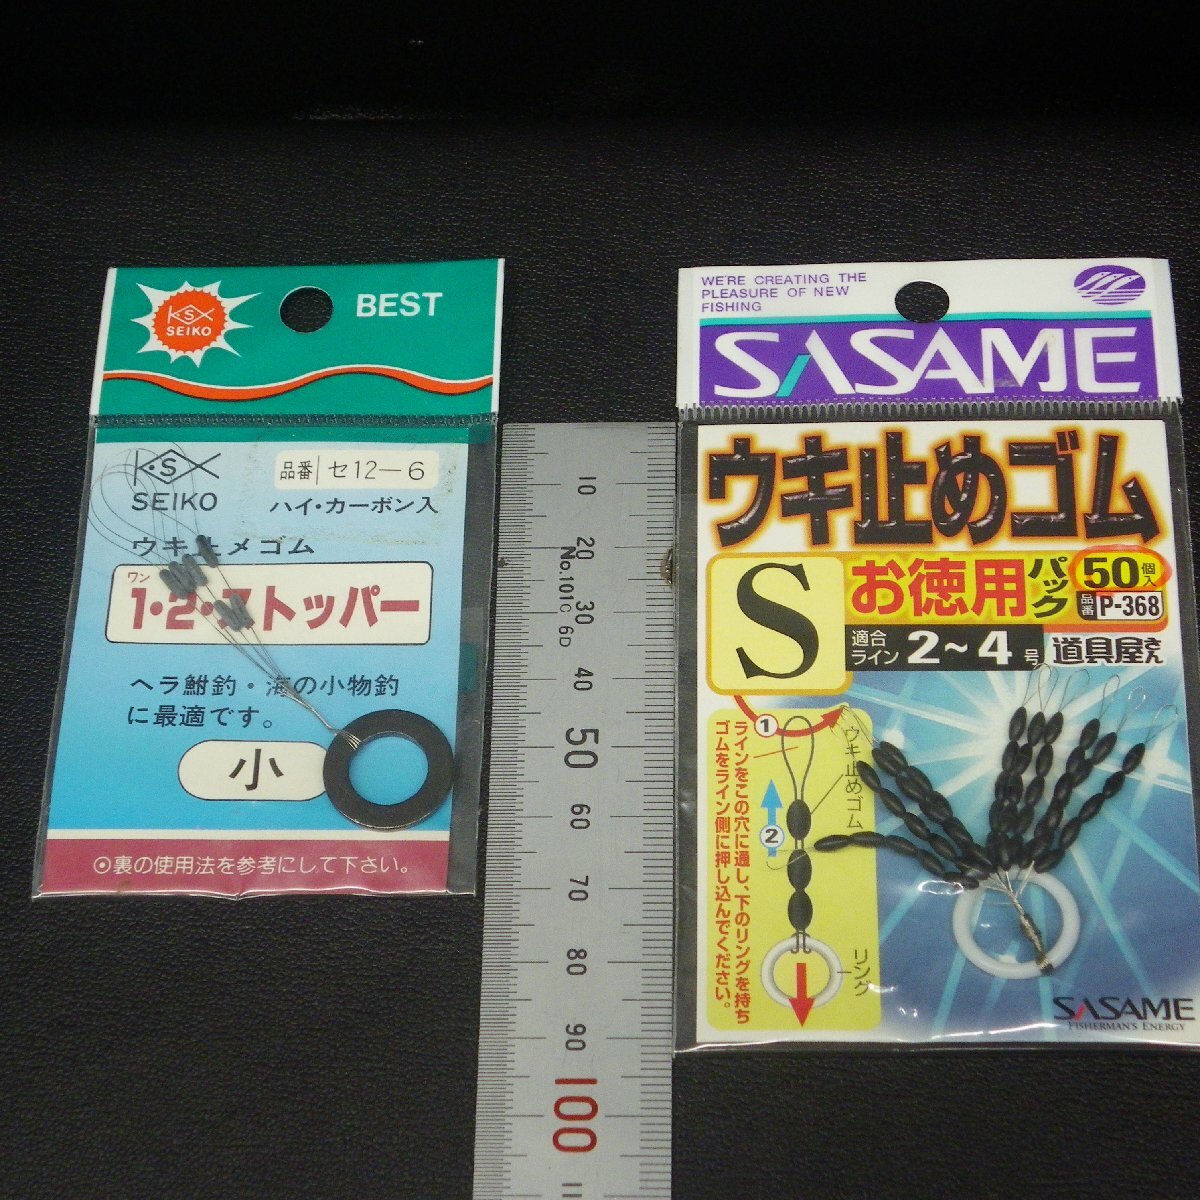 KSX
SEIKO
BEST
K·S
SEIKO
品番 セ12-6
ハイ・カーボン入
ウキ止メゴム
ワン
1・2・ストッパー
ヘラ鮒釣・海の小物釣
に最適です。
小
⊙裏の使用法を参考にして下さい。
10
20
30
40
50
60
70
80
90
100
No.101C 6D
WE'RE CREATING THE
PLEASURE OF NEW
FISHING
SASAME
ウキ止めゴム
S
お徳用パック
50個入
品番 P-368
適合ライン 2~4号
道具屋さん
①
②
ラインをこの穴に通し、下のリングを持ち
ゴムをライン側に押し込んでください。
ウキ止めゴム
リング
SASAME
FISHERMAN'S ENERGY